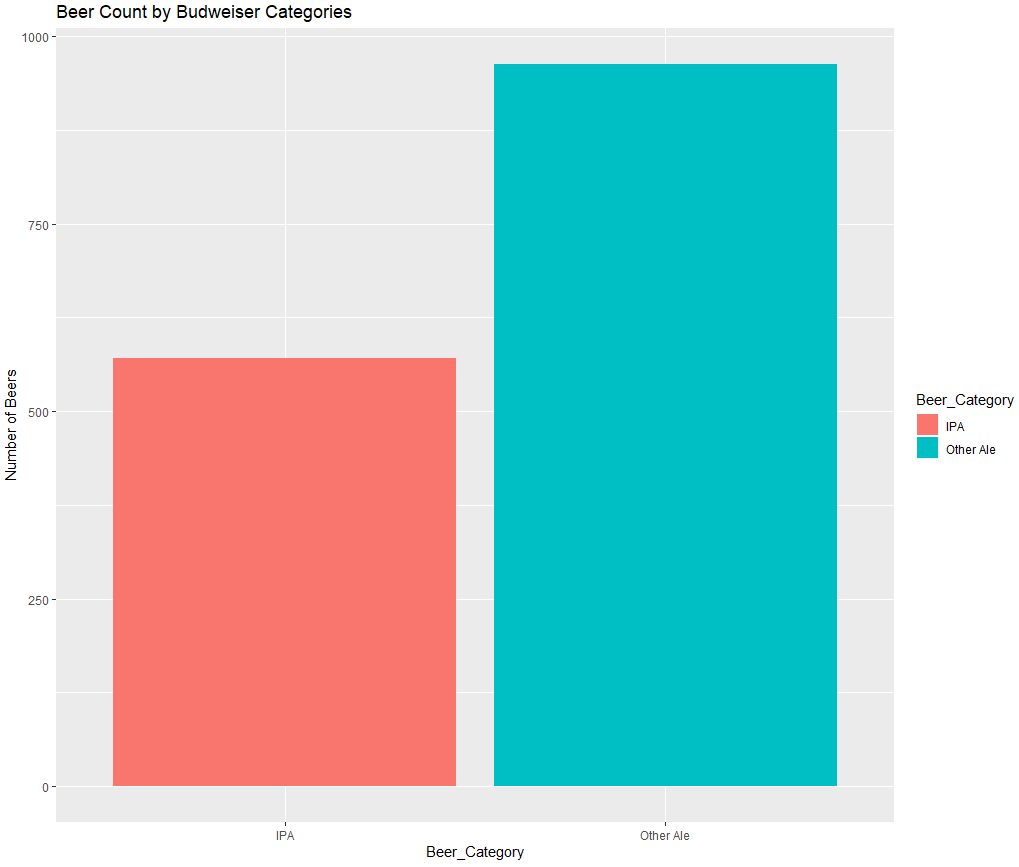 Beer Count by Budweiser Categories
1000
750
500
250
0
Number of Beers
IPA
Other Ale
Beer_Category
Beer_Category
IPA
Other Ale